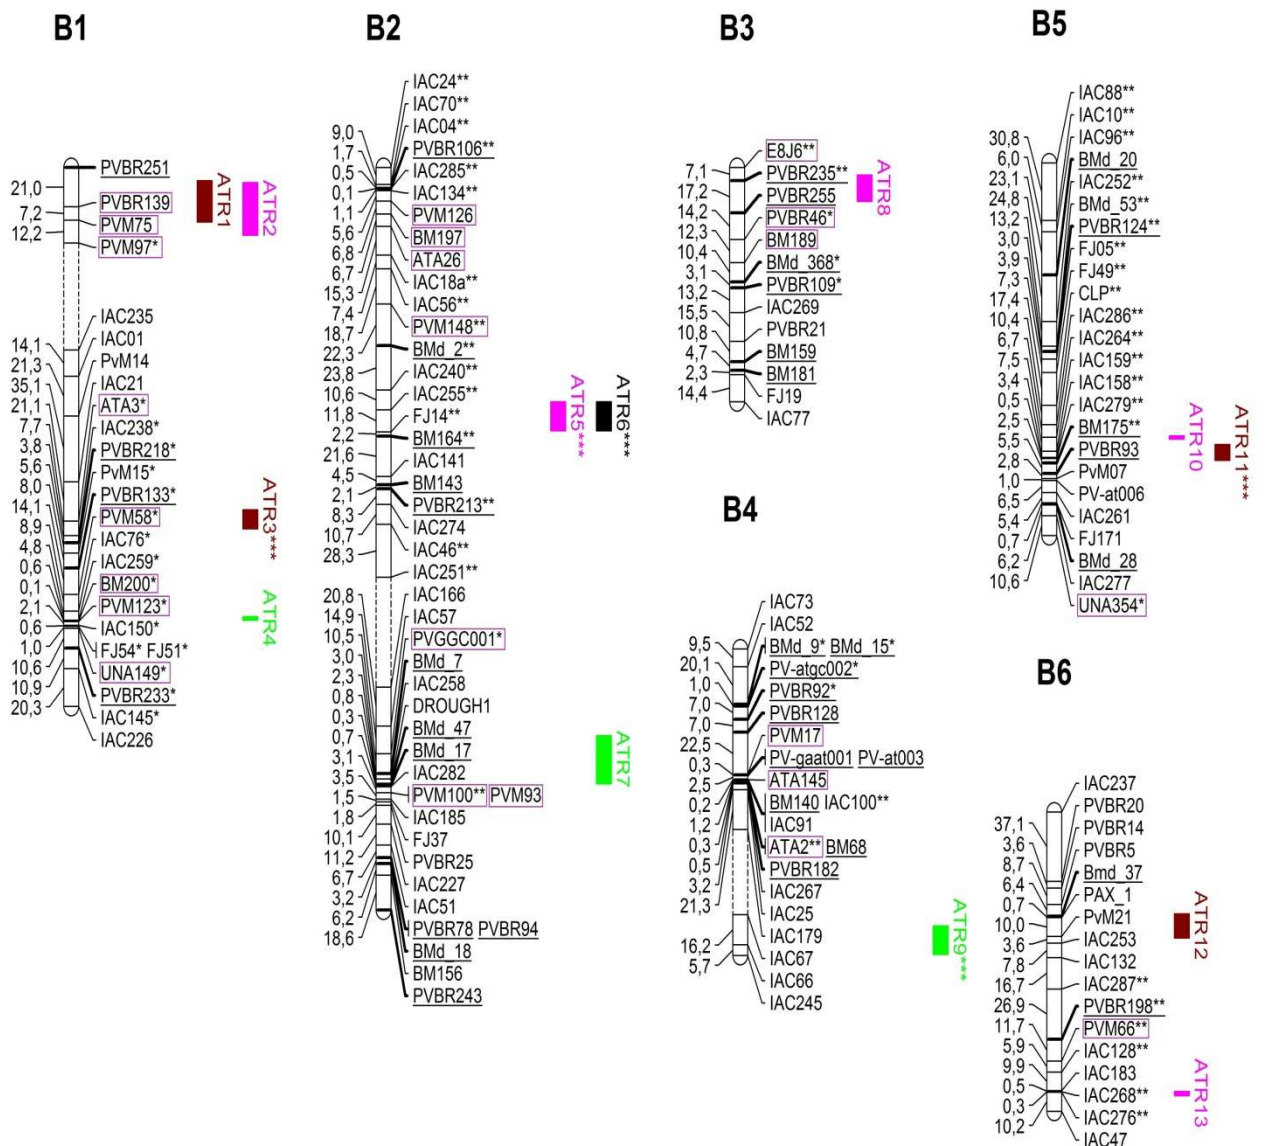 B1
21,0
7,2
12,2
PVBR251
PVBR139
PVM75
PVM97*
ATR1
ATR2
14,1
21,3
35,1
21,1
7,7
3,8
5,6
8,0
14,1
8,9
4,8
0,6
0,1
2,1
0,6
1,0
10,6
10,9
20,3
IAC235
IAC01
PvM14
IAC21
ATA3*
IAC238*
PVBR218*
PvM15*
PVBR133*
PVM58*
IAC76*
IAC259*
BM200*
PVM123*
IAC150*
FJ54* FJ51*
UNA149*
PVBR233*
IAC145*
IAC226
ATR3***
ATR4
B2
9,0
1,7
0,5
0,1
1,1
5,6
6,8
6,7
15,3
7,4
18,7
22,3
23,8
10,6
11,8
2,2
21,6
4,5
2,1
8,3
10,7
28,3
IAC24**
IAC70**
IAC04**
PVBR106**
IAC285**
IAC134**
PVM126
BM197
ATA26
IAC18a**
IAC56**
PVM148**
BMd_2**
IAC240**
IAC255**
FJ14**
BM164**
IAC141
BM143
PVBR213**
IAC274
IAC46**
IAC251**
ATR5***
ATR6***
20,8
14,9
10,5
3,0
2,3
0,8
0,3
0,7
3,1
3,5
1,5
1,8
10,1
11,2
6,7
3,2
6,2
18,6
IAC166
IAC57
PVGGC001*
BMd_7
IAC258
DROUGH1
BMd_47
BMd_17
IAC282
PVM100** PVM93
IAC185
FJ37
PVBR25
IAC227
IAC51
PVBR78 PVBR94
BMd_18
BM156
PVBR243
ATR7
B3
7,1
17,2
14,2
12,3
10,4
3,1
13,2
15,5
10,8
4,7
2,3
14,4
E8J6**
PVBR235**
PVBR255
PVBR46*
BM189
BMd_368*
PVBR109*
IAC269
PVBR21
BM159
BM181
FJ19
IAC77
ATR8
B4
9,5
20,1
1,0
7,0
7,0
22,5
0,3
2,5
0,2
1,2
0,3
0,5
3,2
21,3
16,2
5,7
IAC73
IAC52
BMd_9* BMd_15*
PV-atgc002*
PVBR92*
PVBR128
PVM17
PV-gaat001 PV-at003
ATA145
BM140 IAC100**
IAC91
ATA2** BM68
PVBR182
IAC267
IAC25
IAC179
IAC67
IAC66
IAC245
ATR9***
B5
30,8
6,0
23,1
24,8
13,2
3,0
3,9
7,3
17,4
10,4
6,7
7,5
3,4
0,5
2,5
5,5
2,8
1,0
6,5
5,4
0,7
6,2
10,6
IAC88**
IAC10**
IAC96**
BMd_20
IAC252**
BMd_53**
PVBR124**
FJ05**
FJ49**
CLP**
IAC286**
IAC264**
IAC159**
IAC158**
IAC279**
BM175**
PVBR93
PvM07
PV-at006
IAC261
FJ171
BMd_28
IAC277
UNA354*
ATR10
ATR11***
B6
37,1
3,6
8,7
6,4
0,7
10,0
3,6
7,8
16,7
26,9
11,7
5,9
9,9
0,5
0,3
10,2
IAC237
PVBR20
PVBR14
PVBR5
Bmd_37
PAX_1
PvM21
IAC253
IAC132
IAC287**
PVBR198**
PVM66**
IAC128**
IAC183
IAC268**
IAC276**
IAC47
ATR12
ATR13